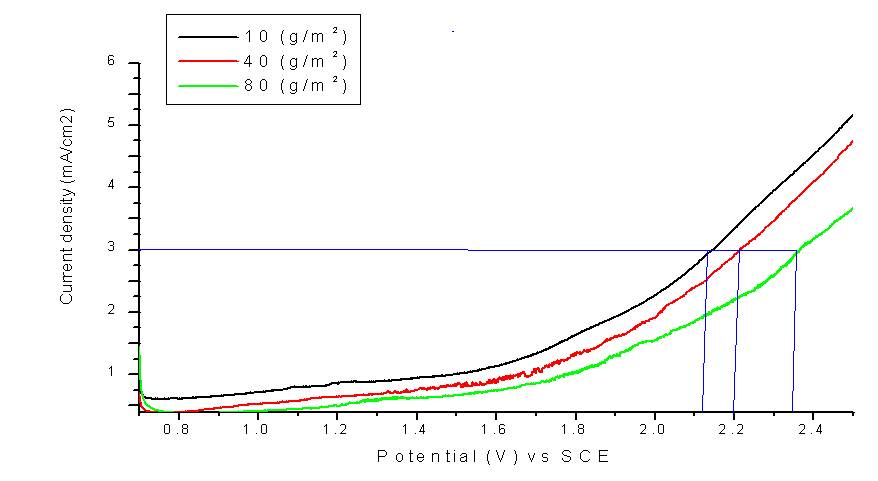 10 (g/m²)
40 (g/m²)
80 (g/m²)
6
5
4
3
2
1
Current density (mA/cm2)
0.8 1.0 1.2 1.4 1.6 1.8 2.0 2.2 2.4
Potential (V) vs SCE